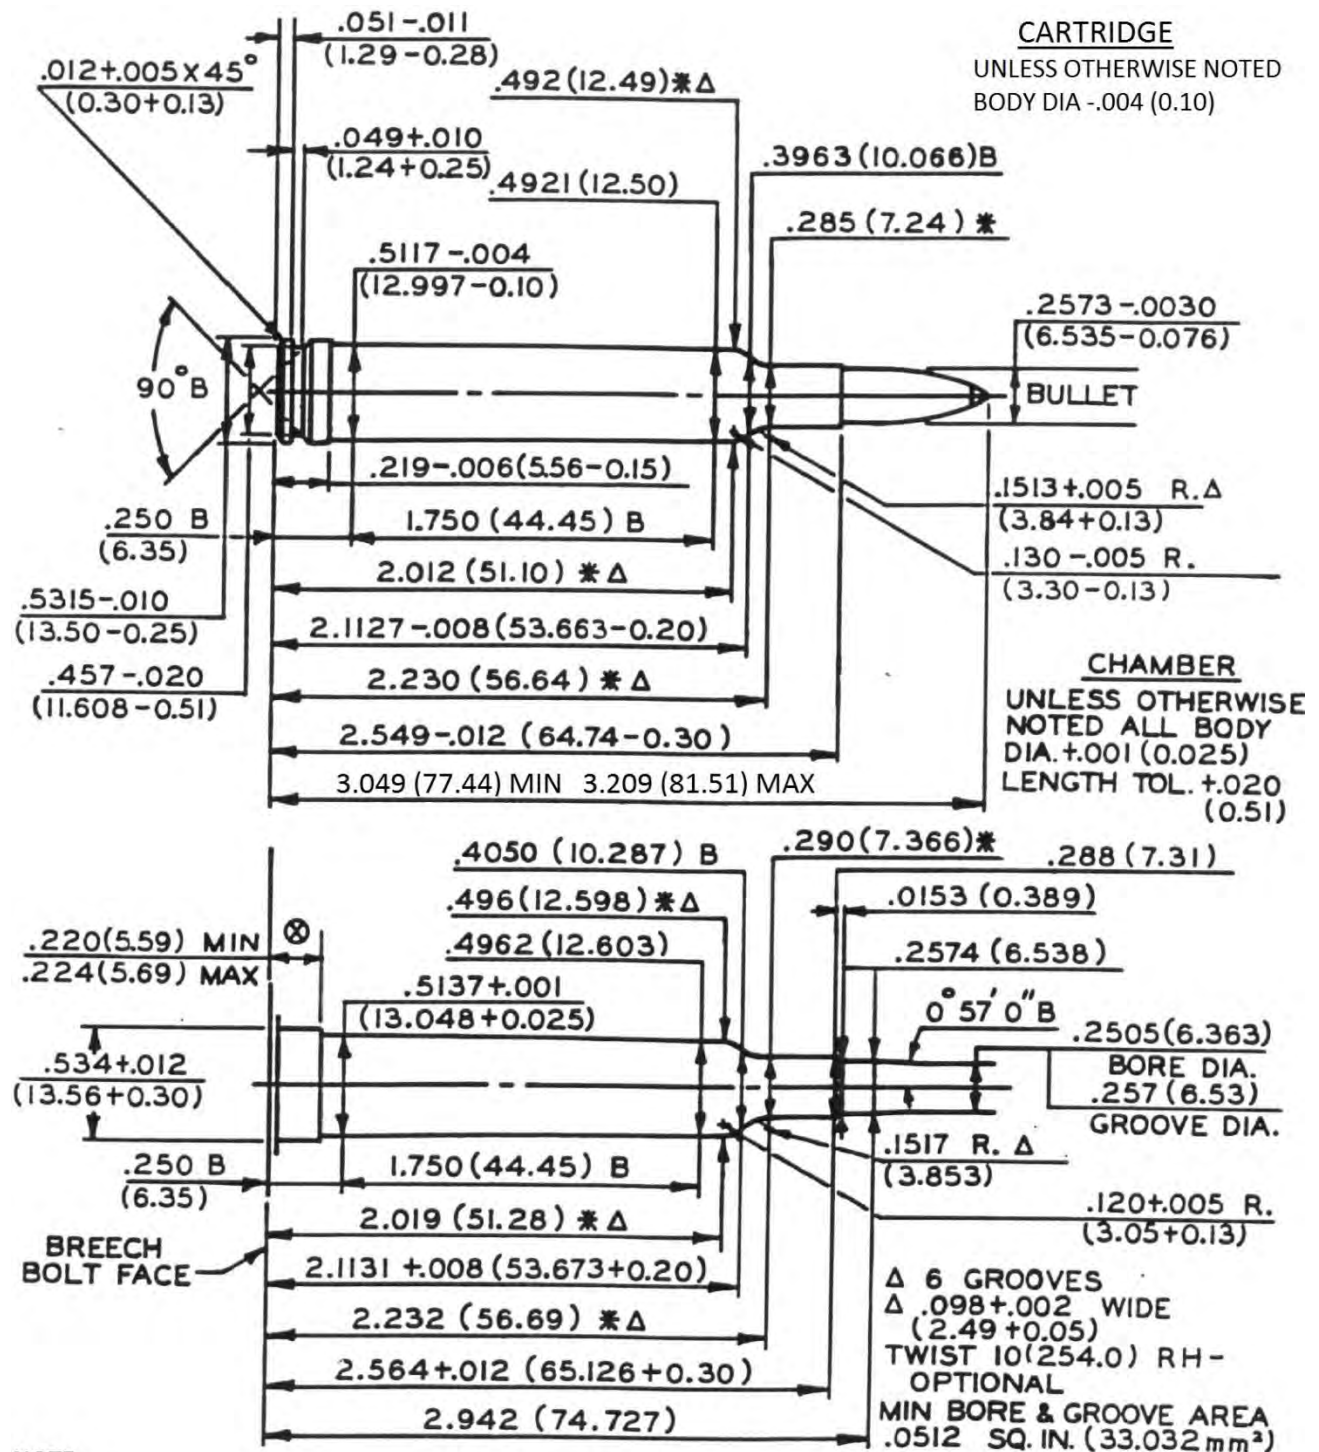 CARTRIDGE
UNLESS OTHERWISE NOTED
BODY DIA -.004 (0.10)
.051-.011
(1.29-0.28)
.012+.005x45°
(0.30+0.13)
.492(12.49)✱Δ
.049+.010
(1.24+0.25)
.3963(10.066)B
.4921(12.50)
.285(7.24)✱
.5117-.004
(12.997-0.10)
.2573-.0030
(6.535-0.076)
90°B
BULLET
.219-.006(5.56-0.15)
.1513+.005 R.Δ
(3.84+0.13)
.250 B
(6.35)
1.750(44.45) B
.130-.005 R.
(3.30-0.13)
2.012(51.10)✱Δ
.5315-.010
(13.50-0.25)
2.1127-.008(53.663-0.20)
.457-.020
(11.608-0.51)
2.230(56.64)✱Δ
CHAMBER
UNLESS OTHERWISE
NOTED ALL BODY
DIA.+.001(0.025)
LENGTH TOL. +.020
(0.51)
2.549-.012 (64.74-0.30)
3.049 (77.44) MIN 3.209 (81.51) MAX
.4050 (10.287) B
.290(7.366)✱
.288 (7.31)
.496(12.598)✱Δ
.0153 (0.389)
.220(5.59) MIN
.224(5.69) MAX
⊗
.4962(12.603)
.2574 (6.538)
.5137+.001
(13.048+0.025)
0°57'0"B
.2505(6.363)
BORE DIA.
.257 (6.53)
GROOVE DIA.
.534+.012
(13.56+0.30)
.250 B
(6.35)
1.750(44.45) B
.1517 R. Δ
(3.853)
.120+.005 R.
(3.05+0.13)
2.019 (51.28)✱Δ
BREECH
BOLT FACE
2.1131+.008(53.673+0.20)
2.232 (56.69)✱Δ
2.564+.012 (65.126+0.30)
2.942 (74.727)
Δ 6 GROOVES
Δ .098+.002 WIDE
(2.49+0.05)
TWIST 10(254.0) RH-
OPTIONAL
MIN BORE & GROOVE AREA
.0512 SQ. IN. (33.032mm²)